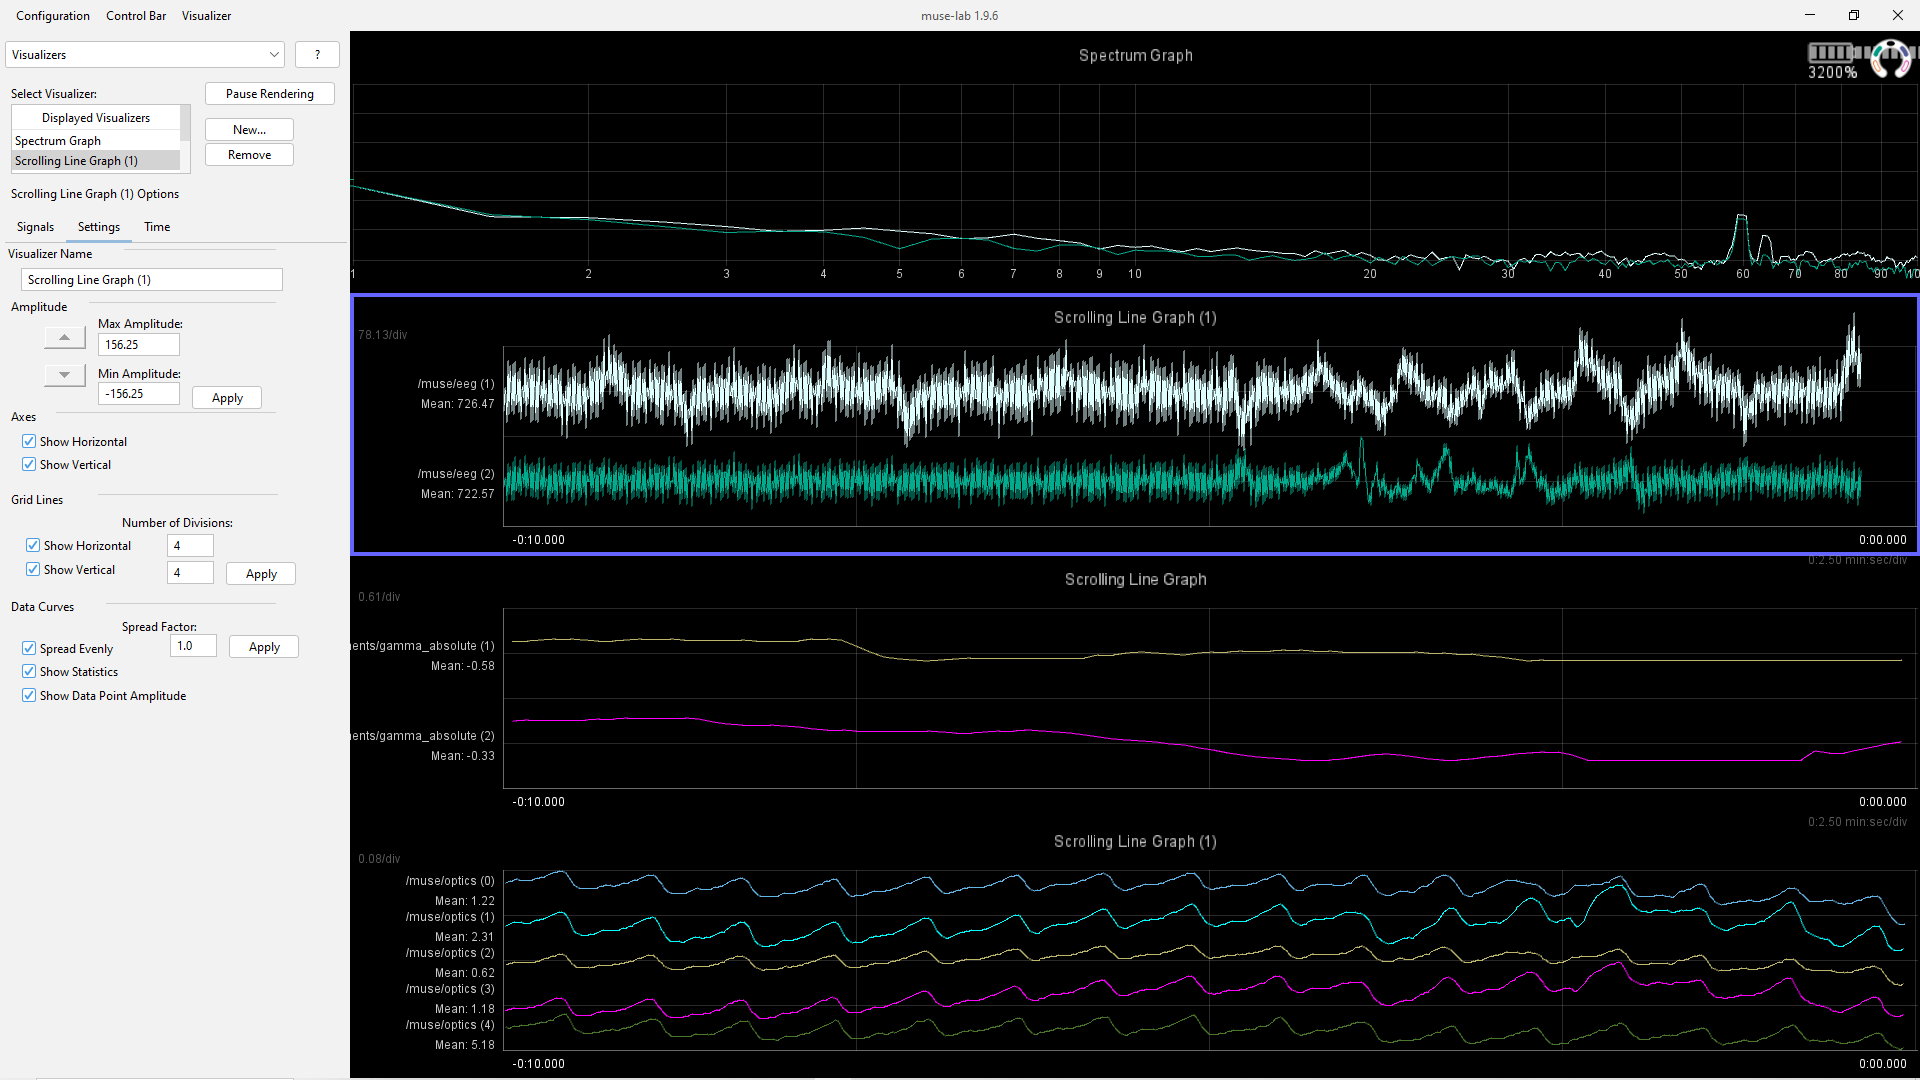 Configuration Control Bar Visualizer
muse-lab 1.9.6
Visualizers
?
Select Visualizer:
Pause Rendering
Displayed Visualizers
Spectrum Graph
Scrolling Line Graph (1)
New...
Remove
Scrolling Line Graph (1) Options
Signals Settings Time
Visualizer Name
Scrolling Line Graph (1)
Amplitude
Max Amplitude:
156.25
Min Amplitude:
-156.25
Apply
Axes
Show Horizontal
Show Vertical
Grid Lines
Number of Divisions:
Show Horizontal 4
Show Vertical 4
Apply
Data Curves
Spread Factor:
Spread Evenly 1.0 Apply
Show Statistics
Show Data Point Amplitude
Spectrum Graph
3200%
1 2 3 4 5 6 7 8 9 10 20 30 40 50 60 70 80 90
Scrolling Line Graph (1)
78.13/div
/muse/eeg (1)
Mean: 726.47
/muse/eeg (2)
Mean: 722.57
-0:10.000 0:00.000
0:2.50 min:sec/div
Scrolling Line Graph
0.61/div
ents/gamma_absolute (1)
Mean: -0.58
ents/gamma_absolute (2)
Mean: -0.33
-0:10.000 0:00.000
0:2.50 min:sec/div
Scrolling Line Graph (1)
0.08/div
/muse/optics (0)
Mean: 1.22
/muse/optics (1)
Mean: 2.31
/muse/optics (2)
Mean: 0.62
/muse/optics (3)
Mean: 1.18
/muse/optics (4)
Mean: 5.18
-0:10.000 0:00.000